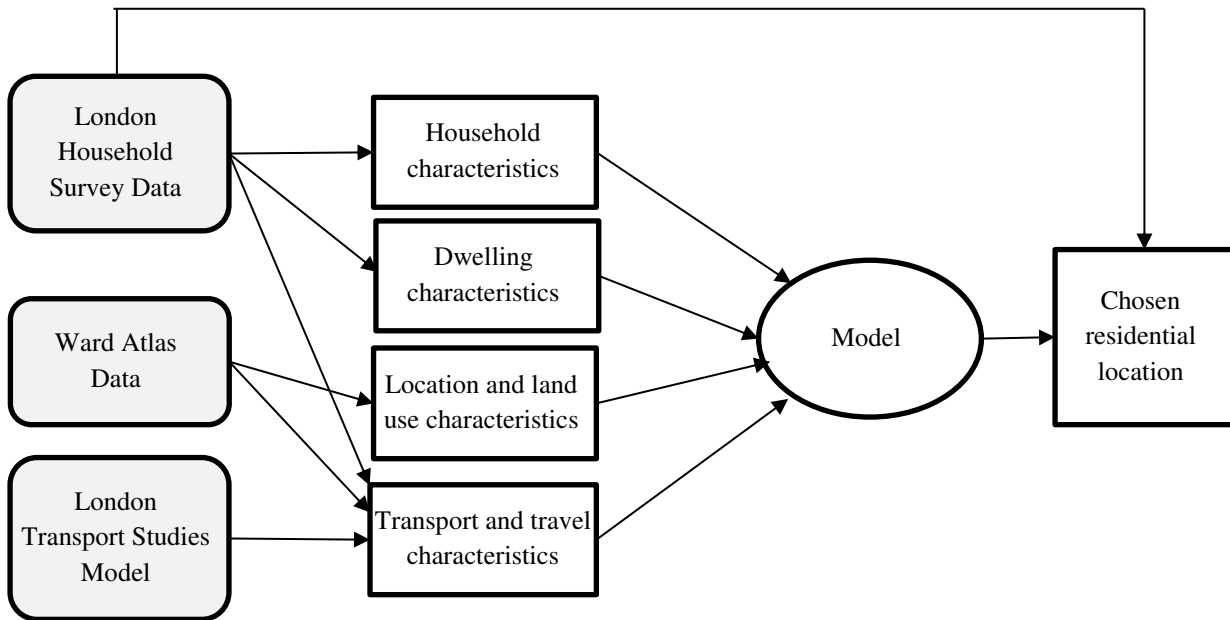 London
Household
Survey Data
Household
characteristics
Dwelling
characteristics
Ward Atlas
Data
Location and land
use characteristics
London
Transport Studies
Model
Transport and travel
characteristics
Model
Chosen
residential
location